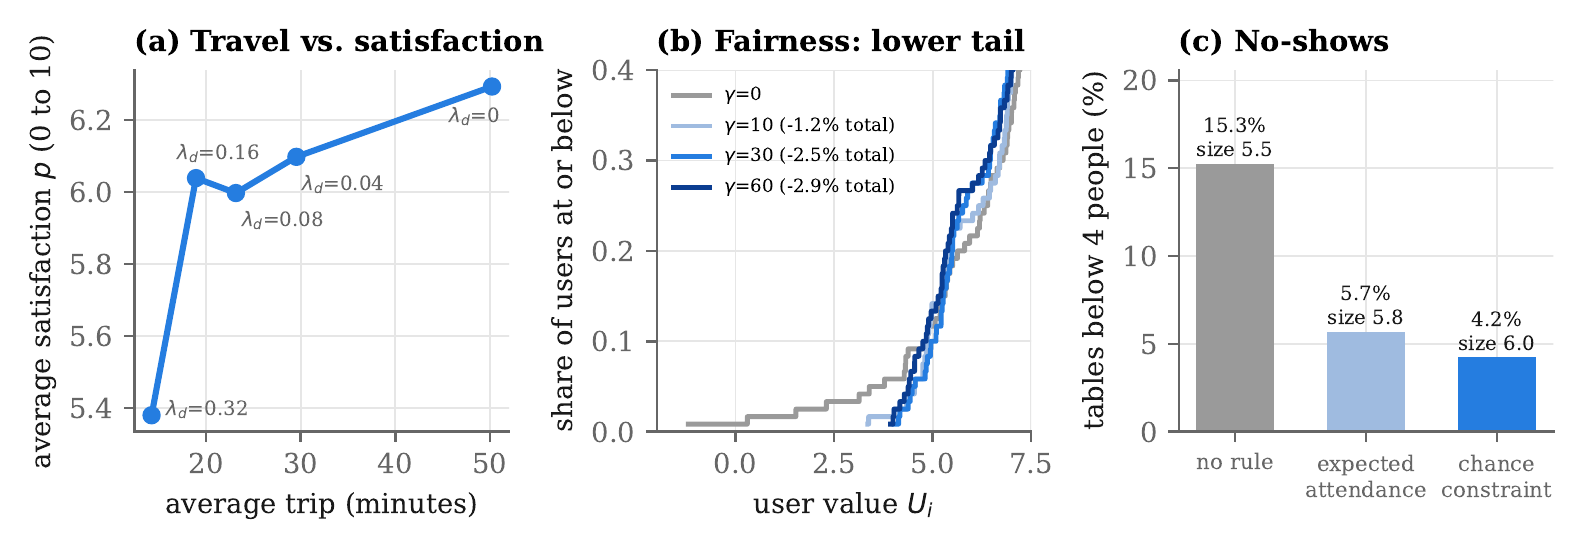 (a) Travel vs. satisfaction
average satisfaction p (0 to 10)
6.2
6.0
5.8
5.6
5.4
λd=0
λd=0.16
λd=0.04
λd=0.08
λd=0.32
20 30 40 50
average trip (minutes)
(b) Fairness: lower tail
share of users at or below
0.4
0.3
0.2
0.1
0.0
γ=0
γ=10 (-1.2% total)
γ=30 (-2.5% total)
γ=60 (-2.9% total)
0.0 2.5 5.0 7.5
user value Ui
(c) No-shows
tables below 4 people (%)
20
15
10
5
0
15.3%
size 5.5
5.7%
size 5.8
4.2%
size 6.0
no rule
expected
attendance
chance
constraint